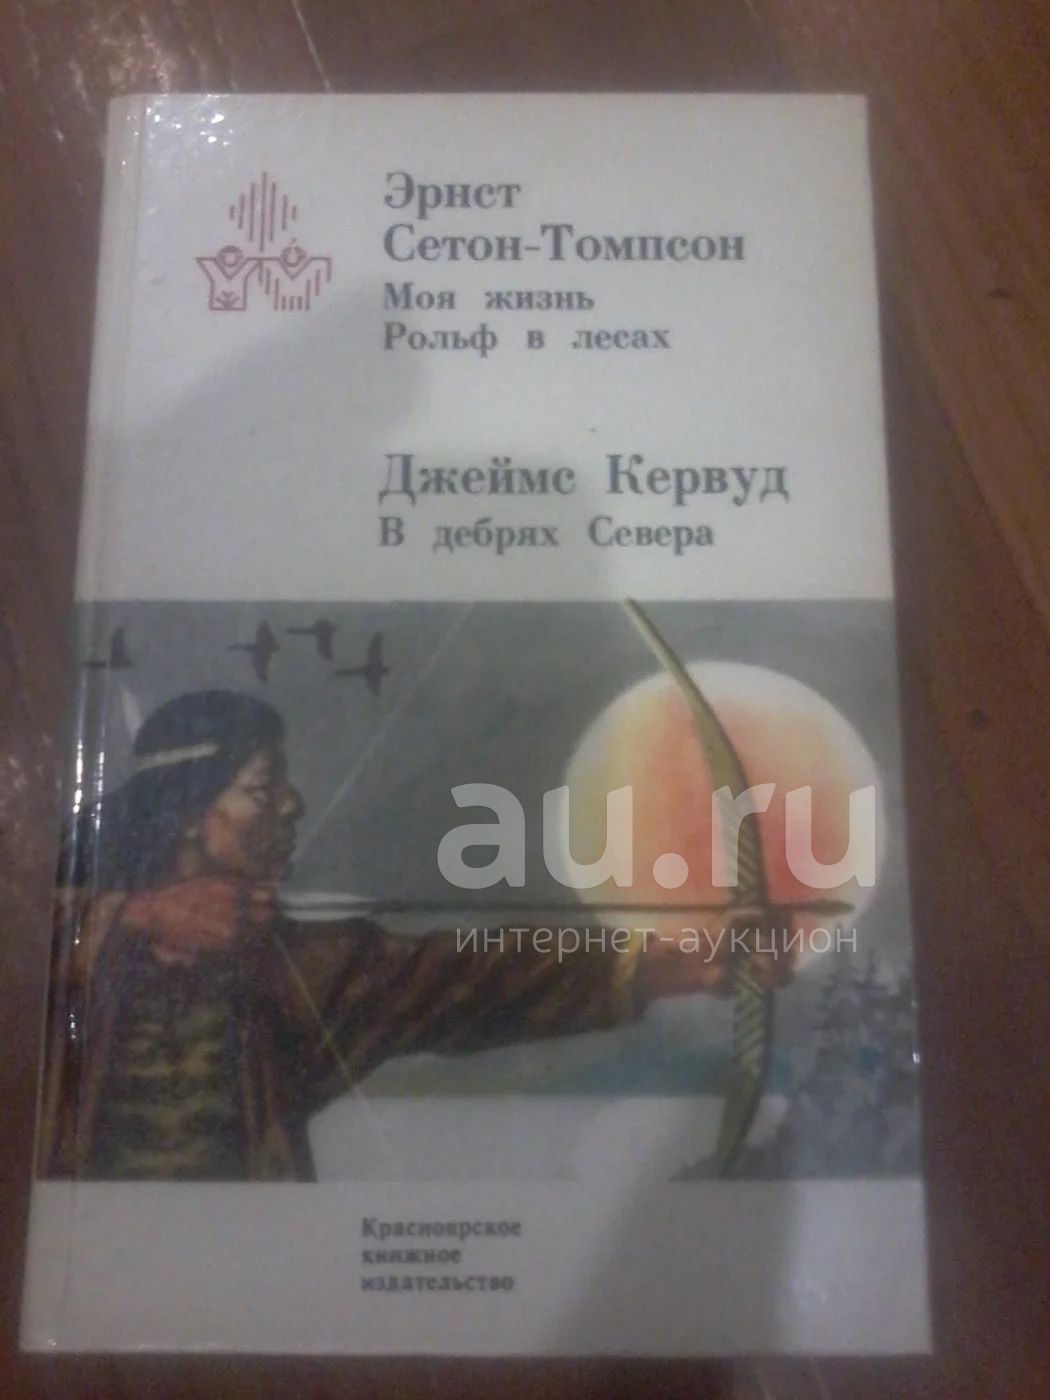 Эрнст
Сетон-Томпсон
Моя жизнь
Рольф в лесах
Джеймс Кервуд
В дебрях Севера
au.ru
интернет-аукцион
Красноярское
книжное
издательство